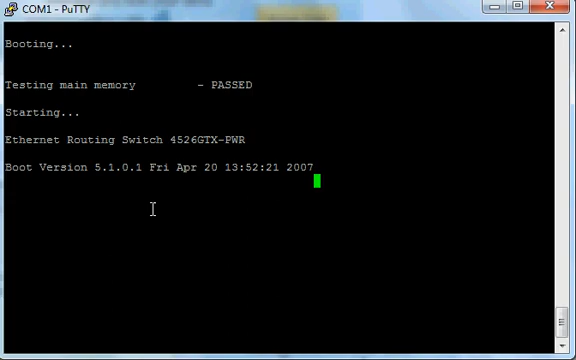 COM1 - PuTTY
Booting...
Testing main memory - PASSED
Starting...
Ethernet Routing Switch 4526GTX-PWR
Boot Version 5.1.0.1 Fri Apr 20 13:52:21 2007